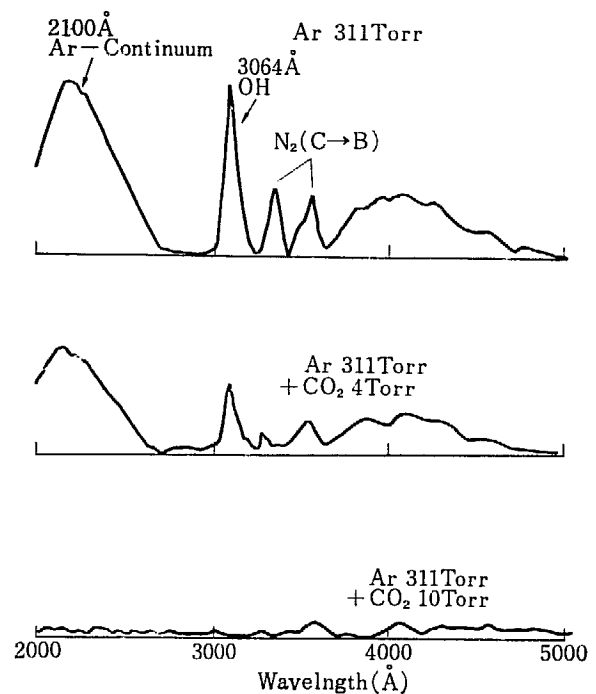 2100Å
Ar－Continuum
Ar 311Torr
3064Å
OH
N₂(C→B)
Ar 311Torr
+CO₂ 4Torr
Ar 311Torr
+CO₂ 10Torr
2000 3000 4000 5000
Wavelngth(Å)